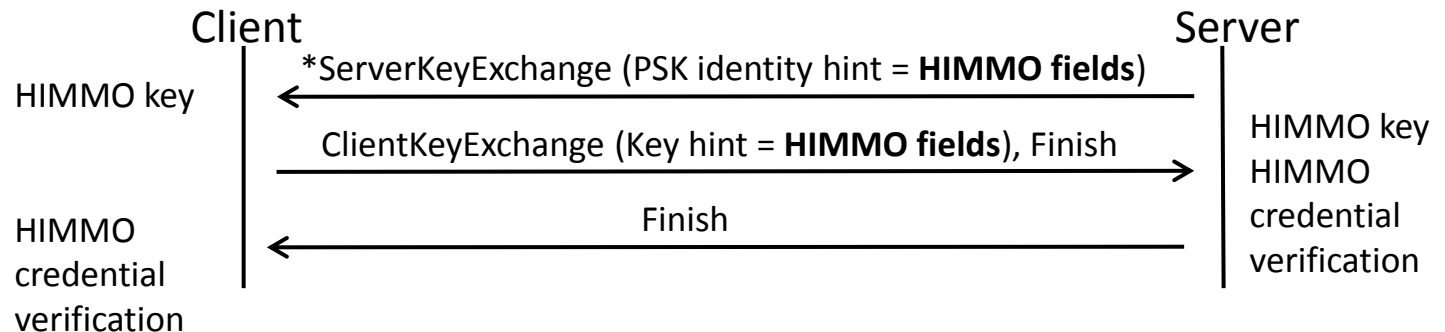 Client
Server
*ServerKeyExchange (PSK identity hint = HIMMO fields)
HIMMO key
ClientKeyExchange (Key hint = HIMMO fields), Finish
HIMMO key
HIMMO
credential
verification
Finish
HIMMO
credential
verification